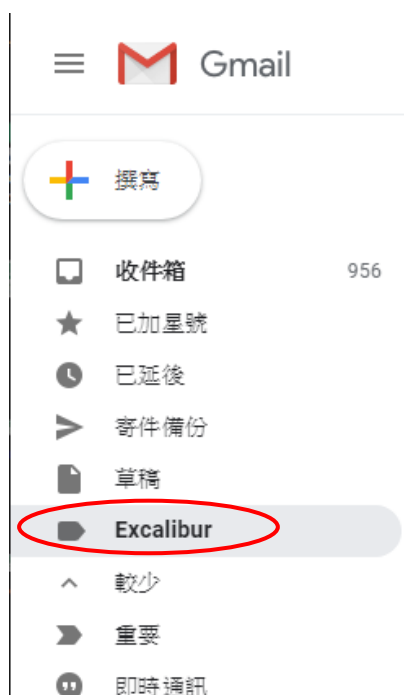 Gmail
撰寫
收件箱 956
已加星號
已延後
寄件備份
草稿
Excalibur
較少
重要
即時通訊